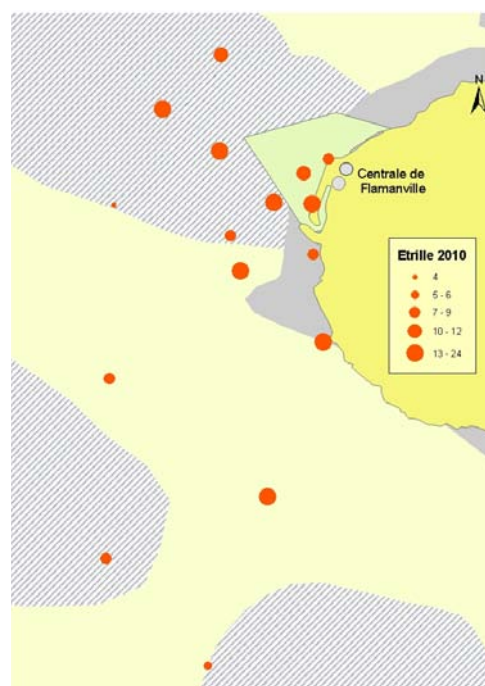 N
Centrale de
Flamanville
Etrille 2010
4
5 - 6
7 - 9
10 - 12
13 - 24